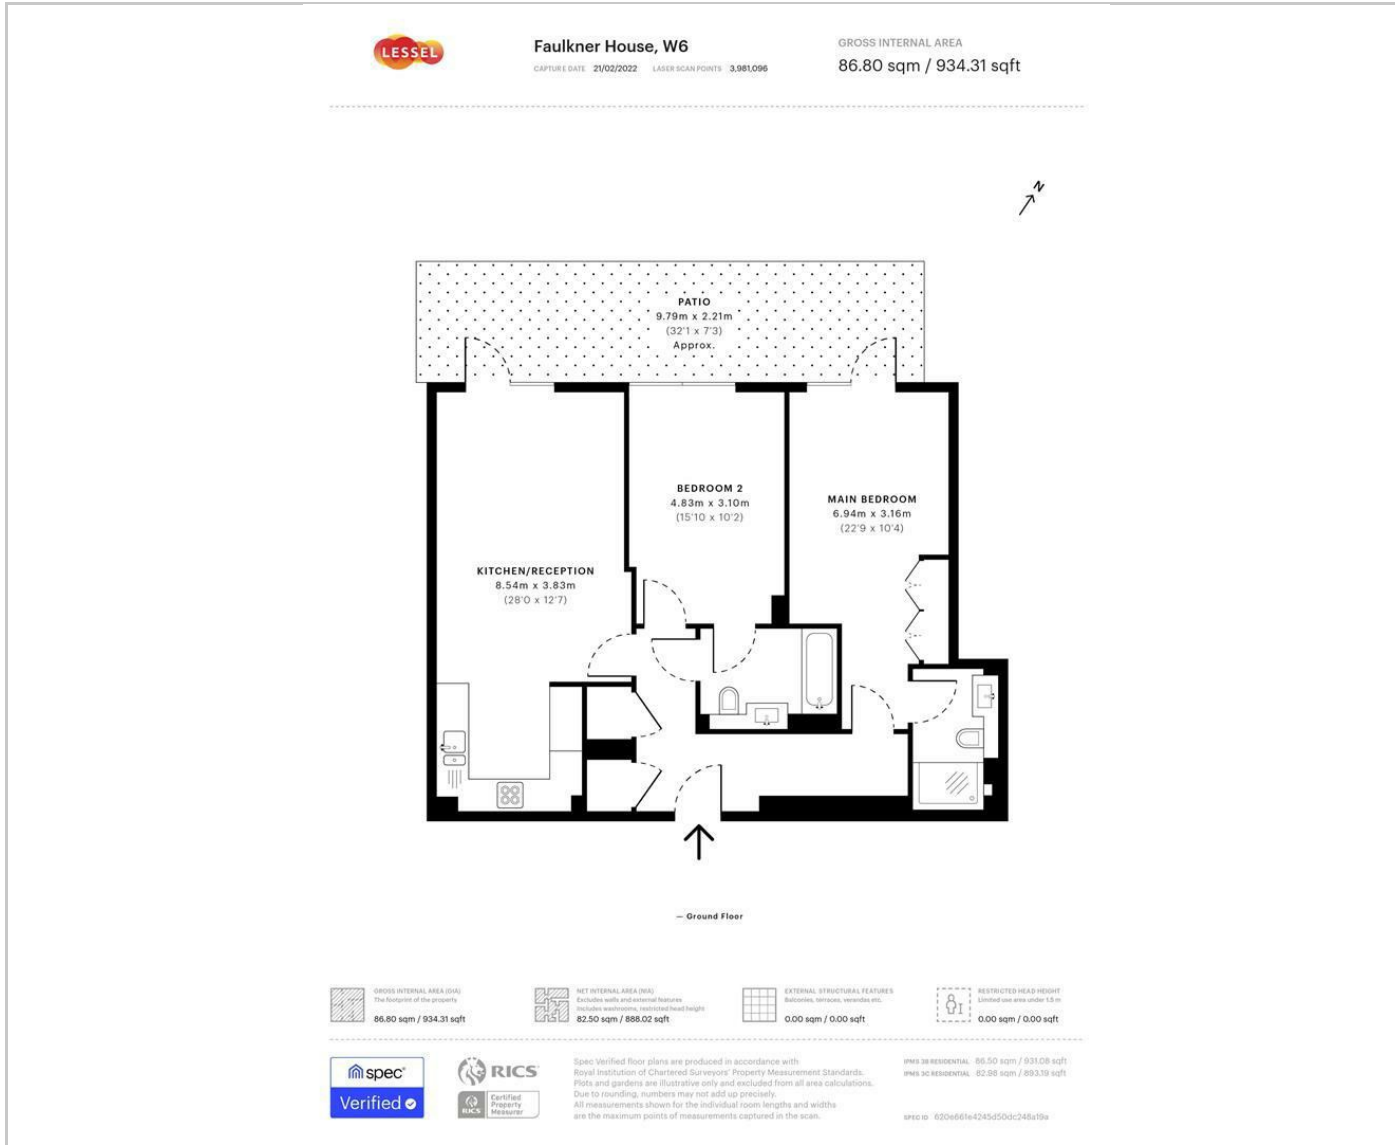 LESSEL
Faulkner House, W6
CAPTURE DATE 21/02/2022 LASER SCAN POINTS 3,981,096
GROSS INTERNAL AREA
86.80 sqm / 934.31 sqft
N
PATIO
9.79m x 2.21m
(32'1 x 7'3)
Approx.
BEDROOM 2
4.83m x 3.10m
(15'10 x 10'2)
MAIN BEDROOM
6.94m x 3.16m
(22'9 x 10'4)
KITCHEN/RECEPTION
8.54m x 3.83m
(28'0 x 12'7)
— Ground Floor
GROSS INTERNAL AREA (GIA)
The footprint of the property
86.80 sqm / 934.31 sqft
NET INTERNAL AREA (NIA)
Excludes walls and external features
Includes washrooms, restricted head height
82.50 sqm / 888.02 sqft
EXTERNAL STRUCTURAL FEATURES
Balconies, terraces, verandas etc.
0.00 sqm / 0.00 sqft
RESTRICTED HEAD HEIGHT
Limited use area under 1.5 m
0.00 sqm / 0.00 sqft
spec
Verified
RICS
RICS
Certified
Property
Measurer
Spec Verified floor plans are produced in accordance with
Royal Institution of Chartered Surveyors' Property Measurement Standards.
Plots and gardens are illustrative only and excluded from all area calculations.
Due to rounding, numbers may not add up precisely.
All measurements shown for the individual room lengths and widths
are the maximum points of measurements captured in the scan.
IPMS 3B RESIDENTIAL 86.50 sqm / 931.08 sqft
IPMS 3C RESIDENTIAL 82.98 sqm / 893.19 sqft
SPEC ID 620e661e4245d50dc248a19a